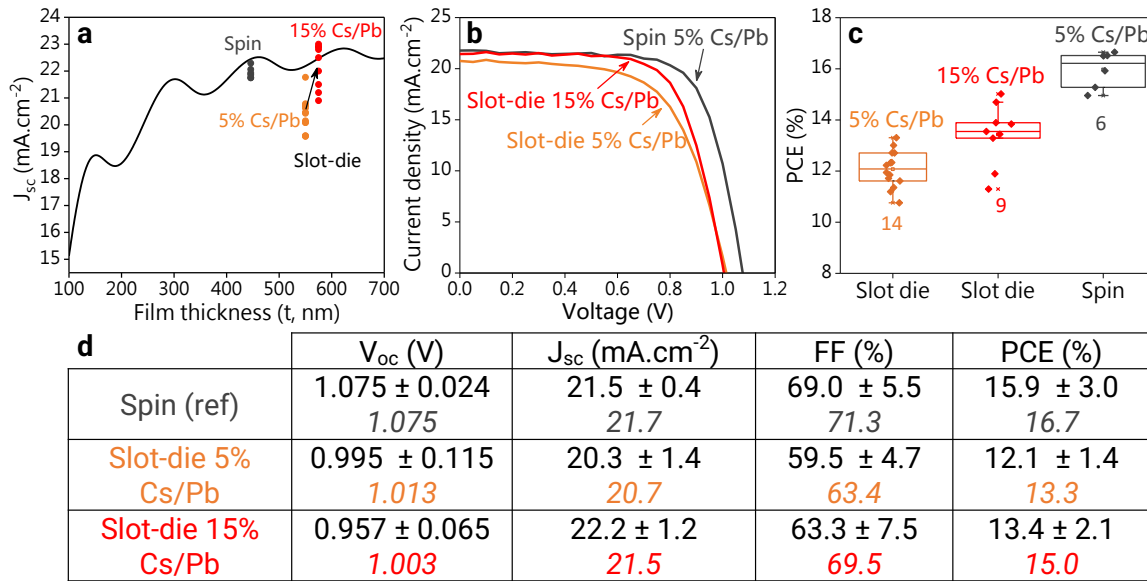 a
Spin
15% Cs/Pb
5% Cs/Pb
Slot-die
J_sc (mA.cm⁻²)
23
22
21
20
19
18
17
16
15
14
100 200 300 400 500 600 700
Film thickness (t, nm)
b
Spin 5% Cs/Pb
Slot-die 15% Cs/Pb
Slot-die 5% Cs/Pb
Current density (mA.cm⁻²)
25
20
15
10
5
0
0.0 0.2 0.4 0.6 0.8 1.0 1.2
Voltage (V)
c
5% Cs/Pb
15% Cs/Pb
5% Cs/Pb
6
9
14
PCE (%)
18
16
14
12
10
8
Slot die Slot die Spin
d
V_oc (V) J_sc (mA.cm⁻²) FF (%) PCE (%)
Spin (ref) 1.075 ± 0.024 21.5 ± 0.4 69.0 ± 5.5 15.9 ± 3.0
1.075 21.7 71.3 16.7
Slot-die 5% 0.995 ± 0.115 20.3 ± 1.4 59.5 ± 4.7 12.1 ± 1.4
Cs/Pb 1.013 20.7 63.4 13.3
Slot-die 15% 0.957 ± 0.065 22.2 ± 1.2 63.3 ± 7.5 13.4 ± 2.1
Cs/Pb 1.003 21.5 69.5 15.0